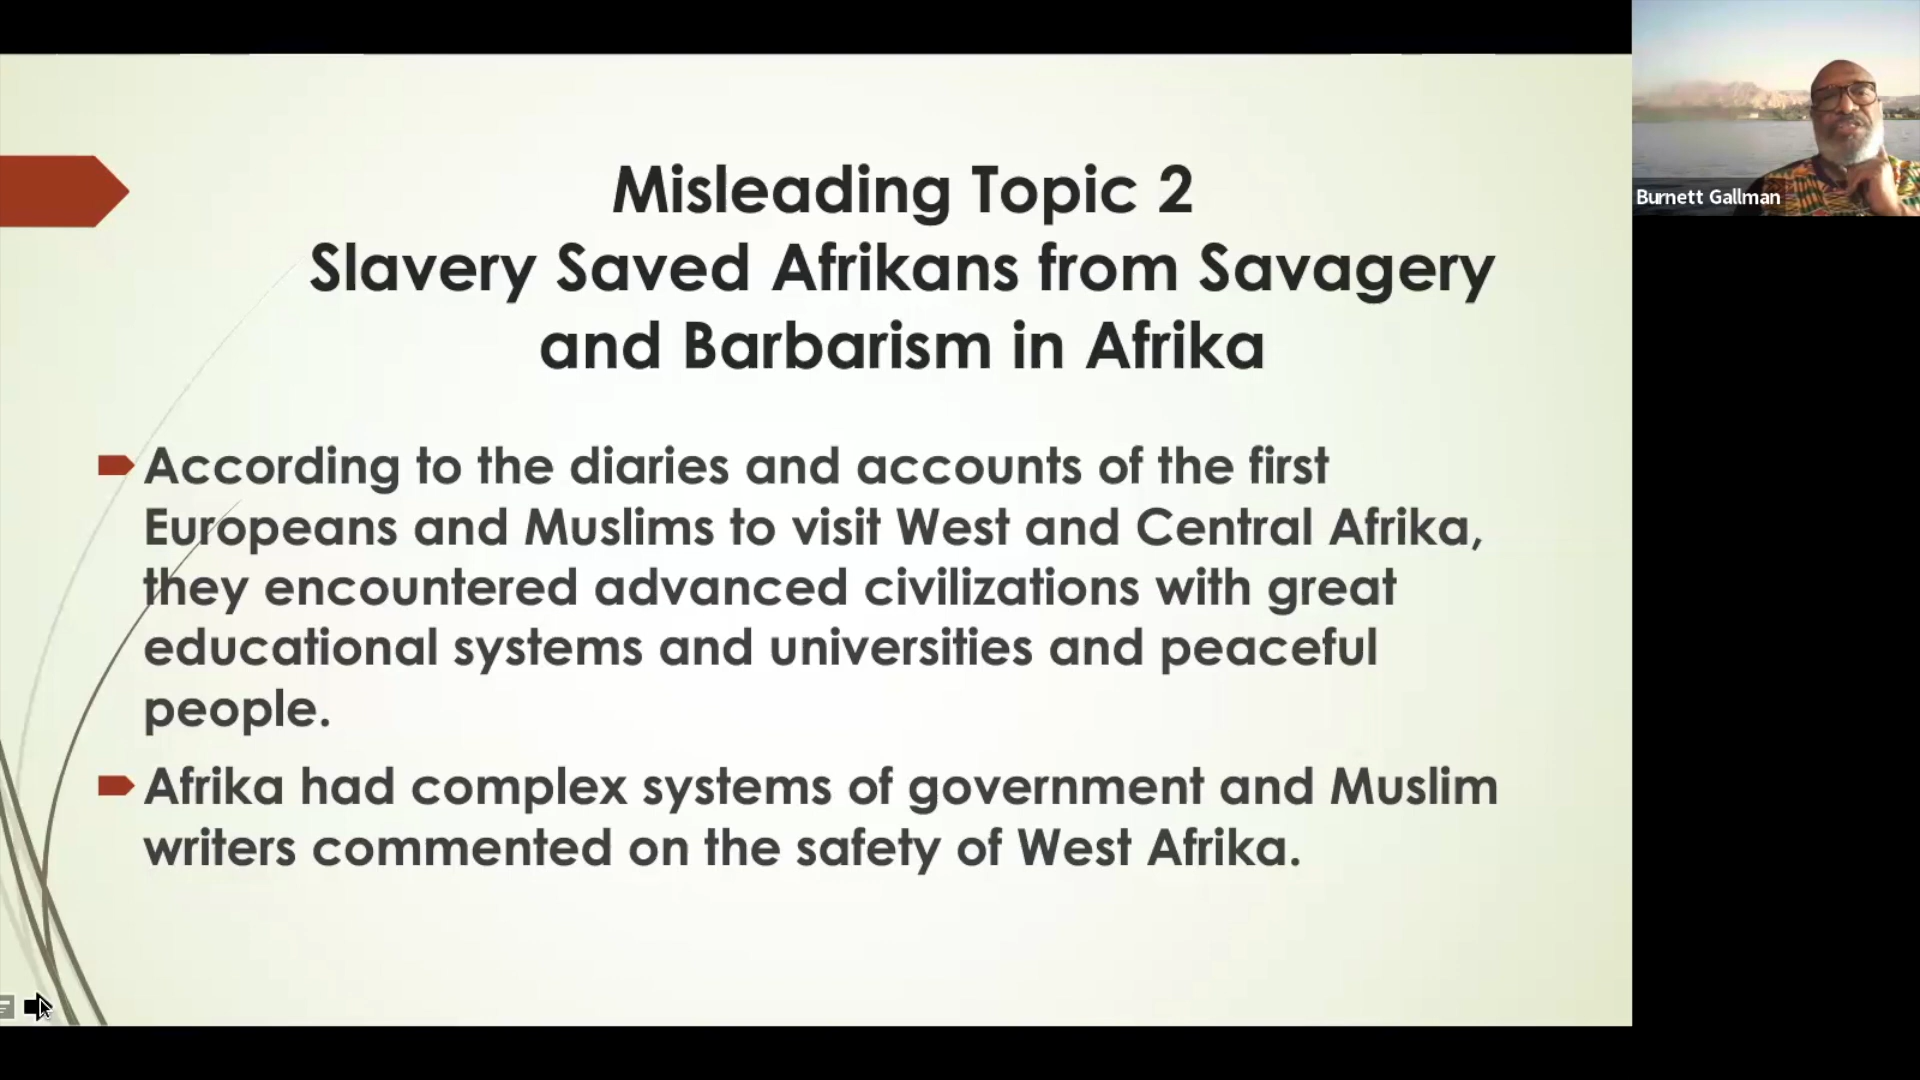 Misleading Topic 2
Slavery Saved Afrikans from Savagery
and Barbarism in Afrika
According to the diaries and accounts of the first
Europeans and Muslims to visit West and Central Afrika,
they encountered advanced civilizations with great
educational systems and universities and peaceful
people.
Afrika had complex systems of government and Muslim
writers commented on the safety of West Afrika.
Burnett Gallman